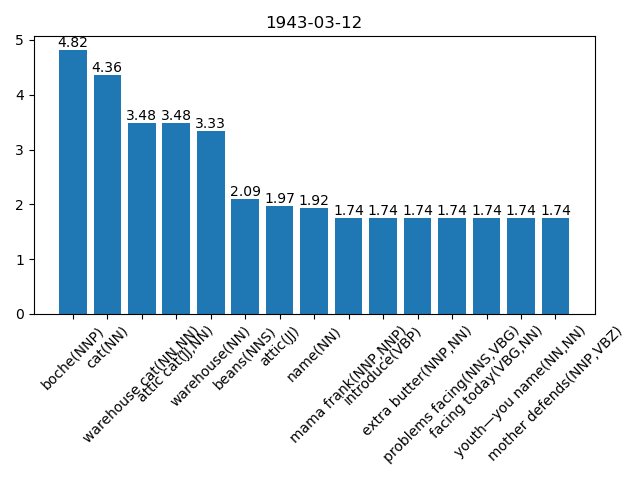 1943-03-12
5
4
3
2
1
0
4.82
4.36
3.48
3.48
3.33
2.09
1.97
1.92
1.74
1.74
1.74
1.74
1.74
1.74
1.74
boche(NNP)
cat(NN)
warehouse cat(NN,NN)
attic cat(JJ,NN)
warehouse(NN)
beans(NNS)
attic(JJ)
name(NN)
mama frank(NNP,NNP)
introduce(VBP)
extra butter(NNP,NN)
problems facing(NNS,VBG)
facing today(VBG,NN)
youth—you name(NN,NN)
mother defends(NNP,VBZ)